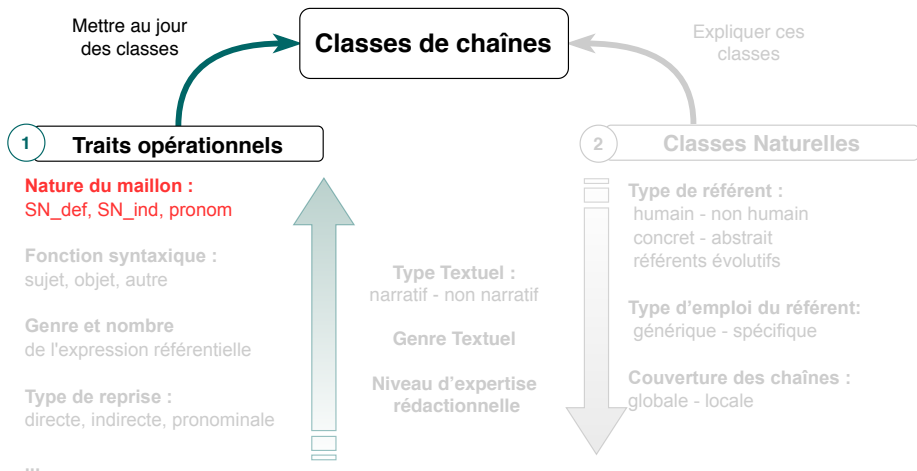 Mettre au jour
des classes
Classes de chaînes
Expliquer ces
classes
1
Traits opérationnels
Nature du maillon :
SN_def, SN_ind, pronom
Fonction syntaxique :
sujet, objet, autre
Genre et nombre
de l'expression référentielle
Type de reprise :
directe, indirecte, pronominale
...
Type Textuel :
narratif - non narratif
Genre Textuel
Niveau d'expertise
rédactionnelle
2
Classes Naturelles
Type de référent :
humain - non humain
concret - abstrait
référents évolutifs
Type d'emploi du référent:
générique - spécifique
Couverture des chaînes :
globale - locale